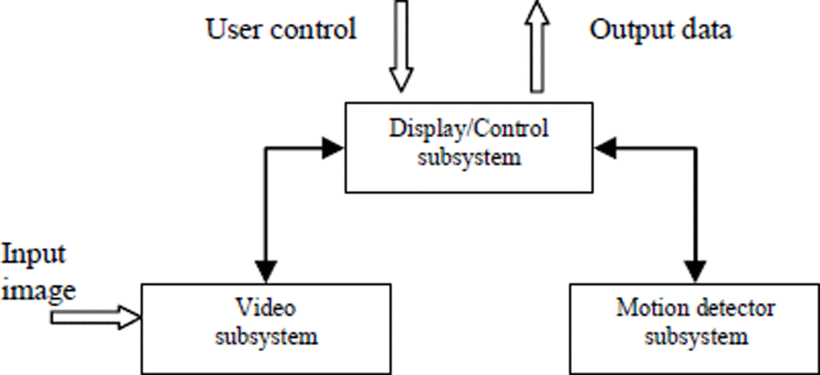 User control
Output data
Display/Control
subsystem
Input
image
Video
subsystem
Motion detector
subsystem